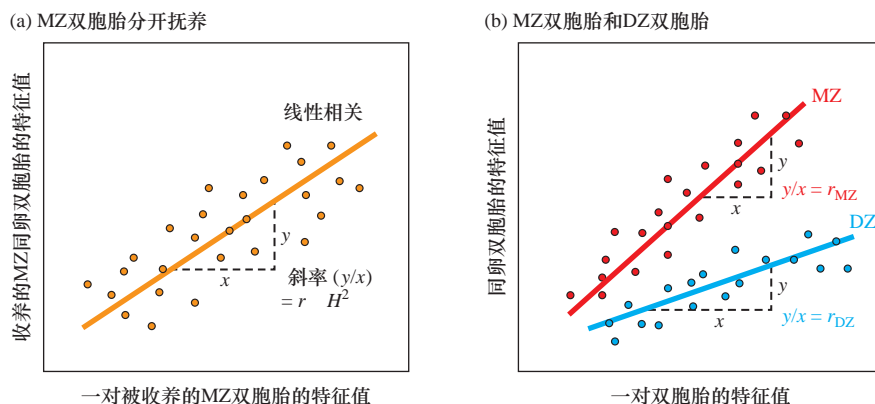 (a) MZ双胞胎分开抚养
收养的MZ同卵双胞胎的特征值
线性相关
y
x
斜率 (y/x)
= r H²
一对被收养的MZ双胞胎的特征值
(b) MZ双胞胎和DZ双胞胎
同卵双胞胎的特征值
MZ
y
x
y/x = rMZ
DZ
y
x
y/x = rDZ
一对双胞胎的特征值